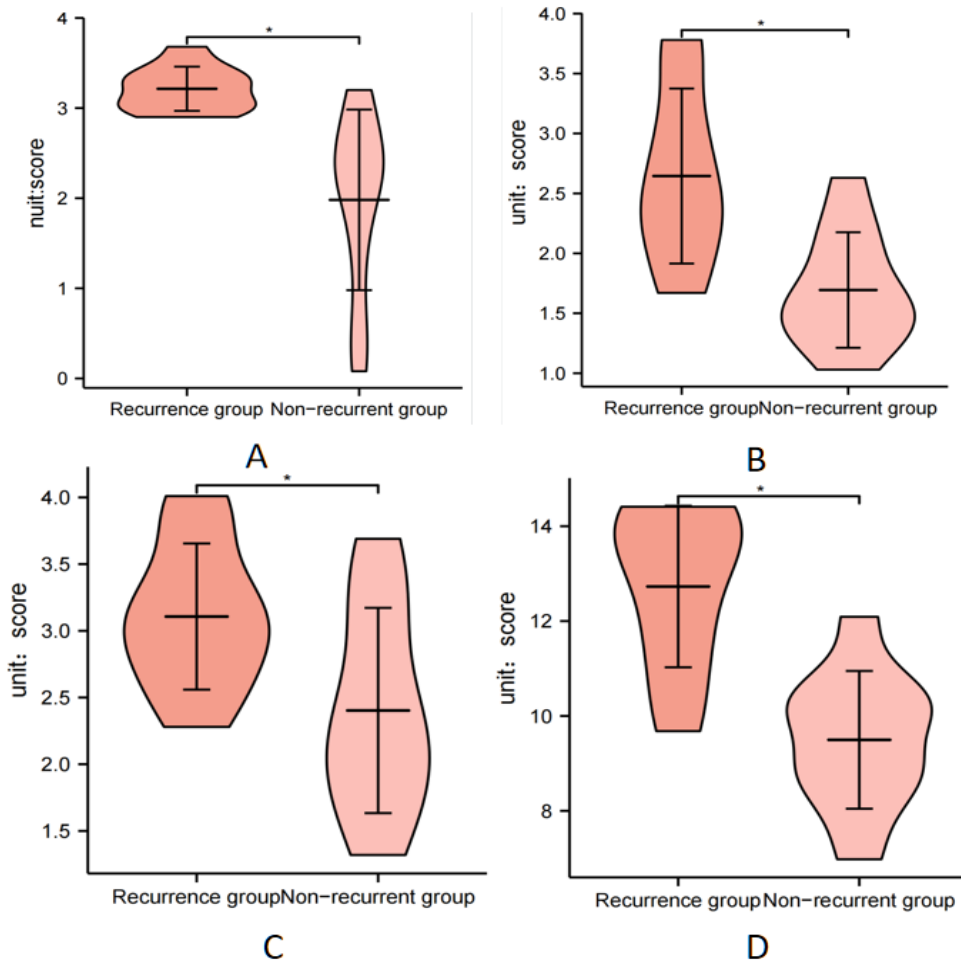 4
3
2
1
0
nuit:score
*
Recurrence group Non-recurrent group
A
4.0
3.5
3.0
2.5
2.0
1.5
1.0
unit: score
*
Recurrence groupNon-recurrent group
B
4.0
3.5
3.0
2.5
2.0
1.5
unit: score
*
Recurrence groupNon-recurrent group
C
14
12
10
8
unit: score
*
Recurrence group Non-recurrent group
D